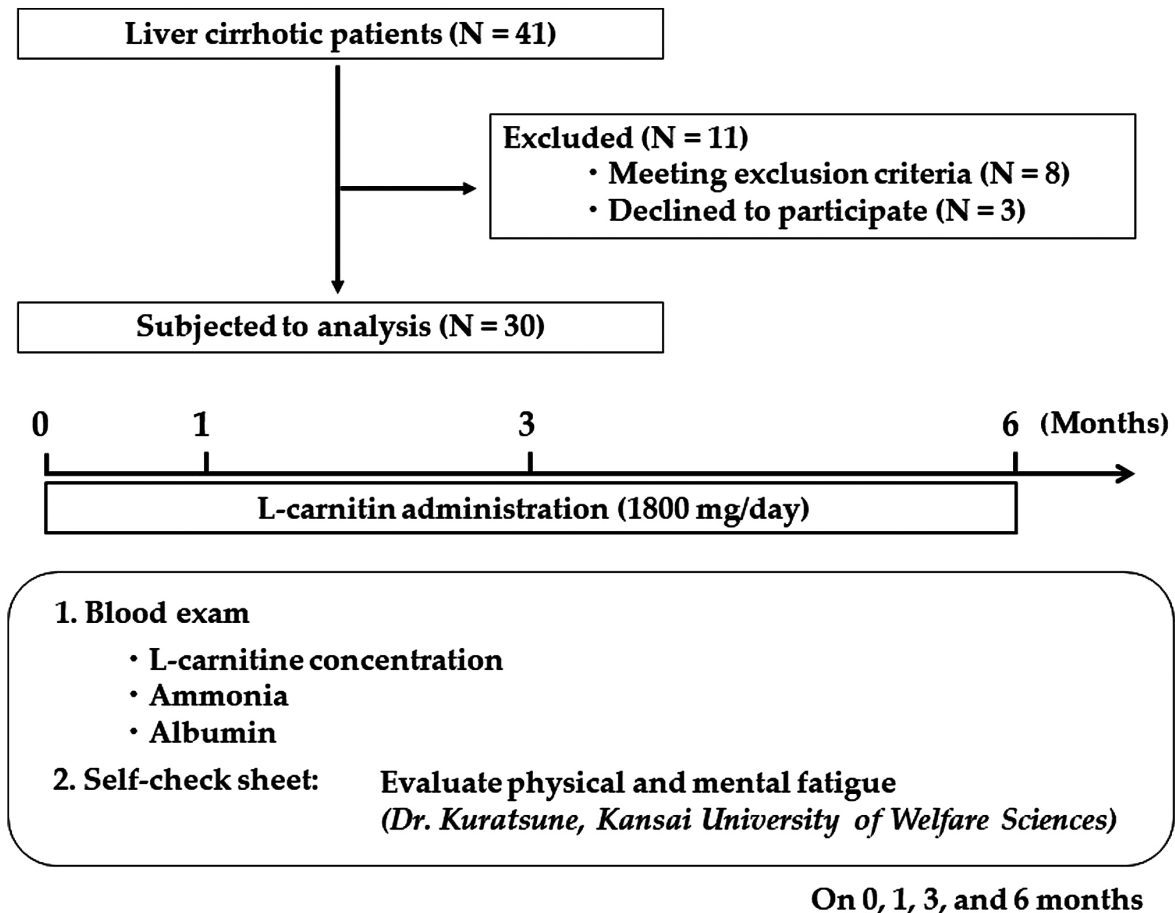 Liver cirrhotic patients (N = 41)
Excluded (N = 11)
・Meeting exclusion criteria (N = 8)
・Declined to participate (N = 3)
Subjected to analysis (N = 30)
0 1 3 6 (Months)
L-carnitin administration (1800 mg/day)
1. Blood exam
・L-carnitine concentration
・Ammonia
・Albumin
2. Self-check sheet: Evaluate physical and mental fatigue
(Dr. Kuratsune, Kansai University of Welfare Sciences)
On 0, 1, 3, and 6 months